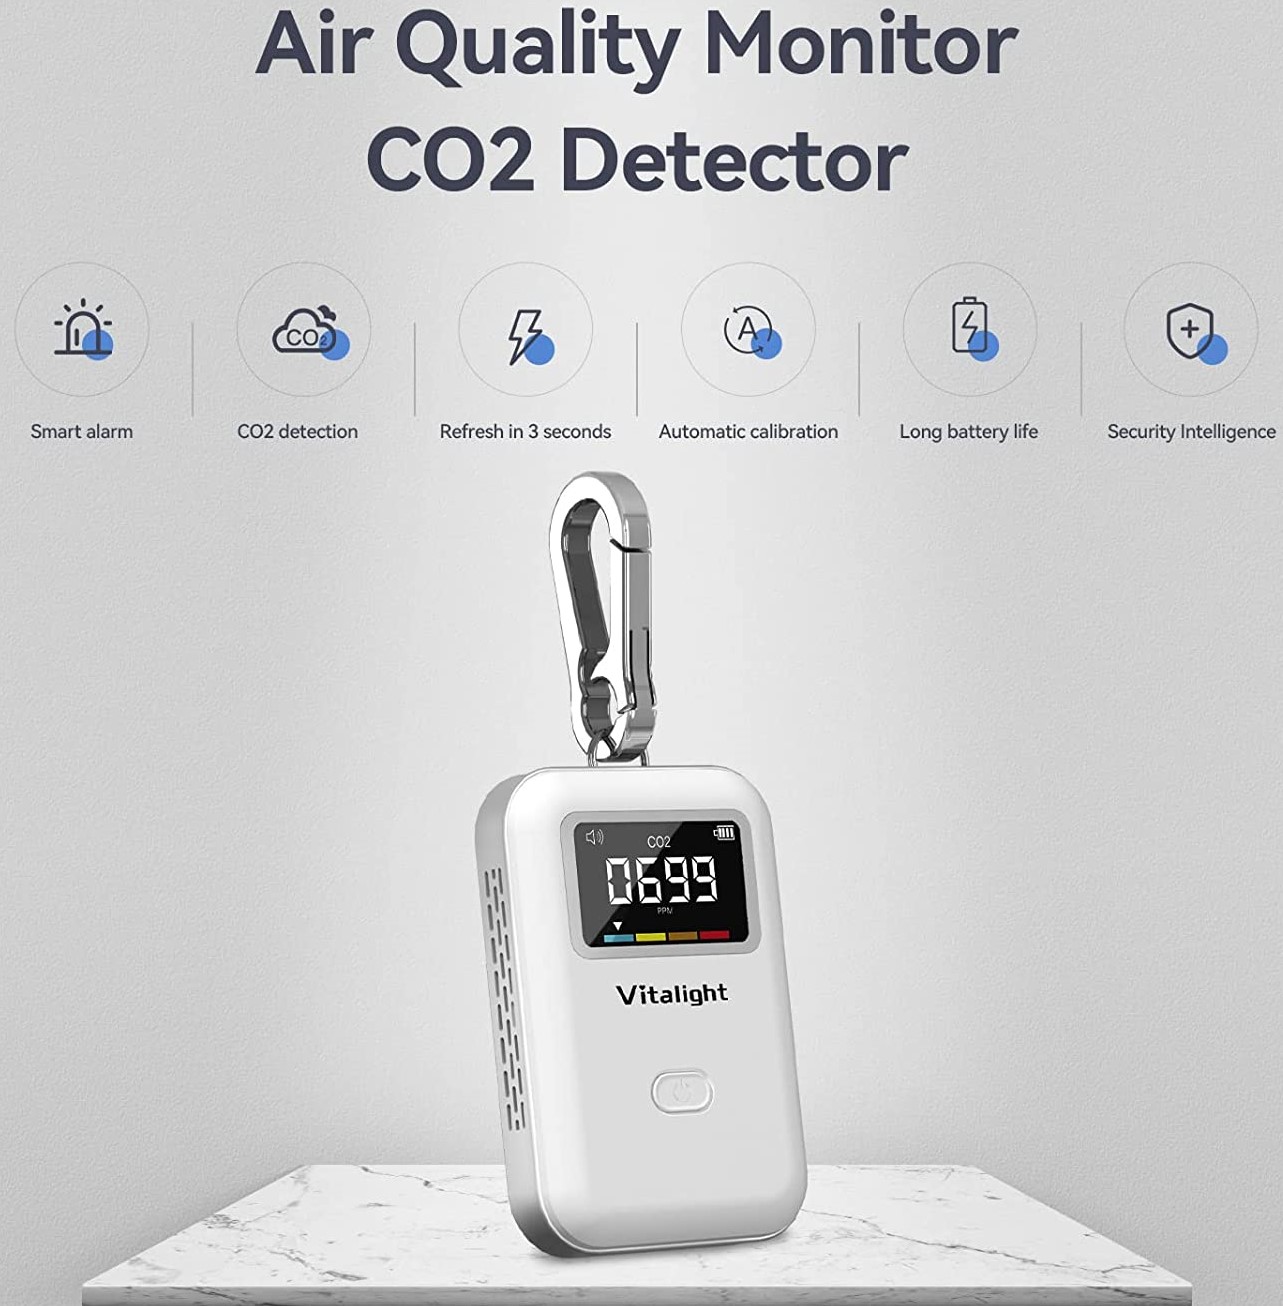 Air Quality Monitor
CO2 Detector
CO2
A
Smart alarm
CO2 detection
Refresh in 3 seconds
Automatic calibration
Long battery life
Security Intelligence
CO2
0699
PPM
Vitalight